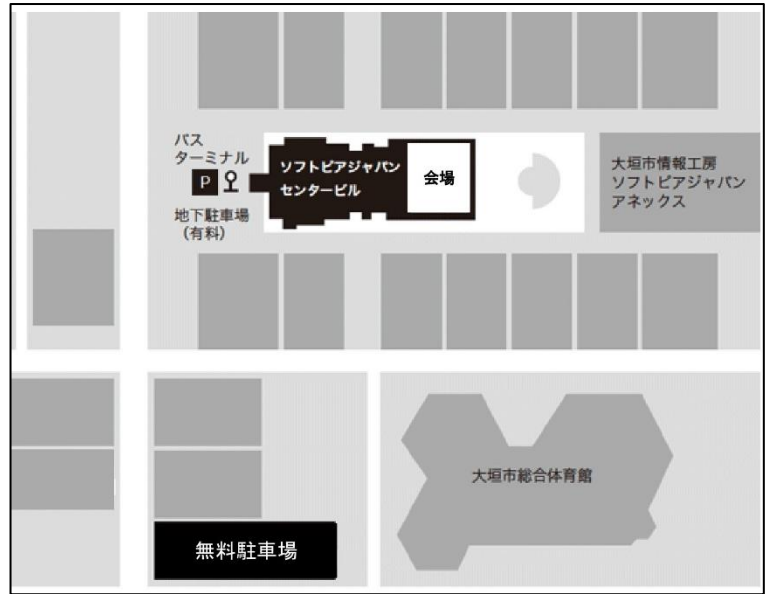 バス
ターミナル
P
地下駐車場
（有料）
ソフトピアジャパン
センタービル
会場
大垣市情報工房
ソフトピアジャパン
アネックス
大垣市総合体育館
無料駐車場